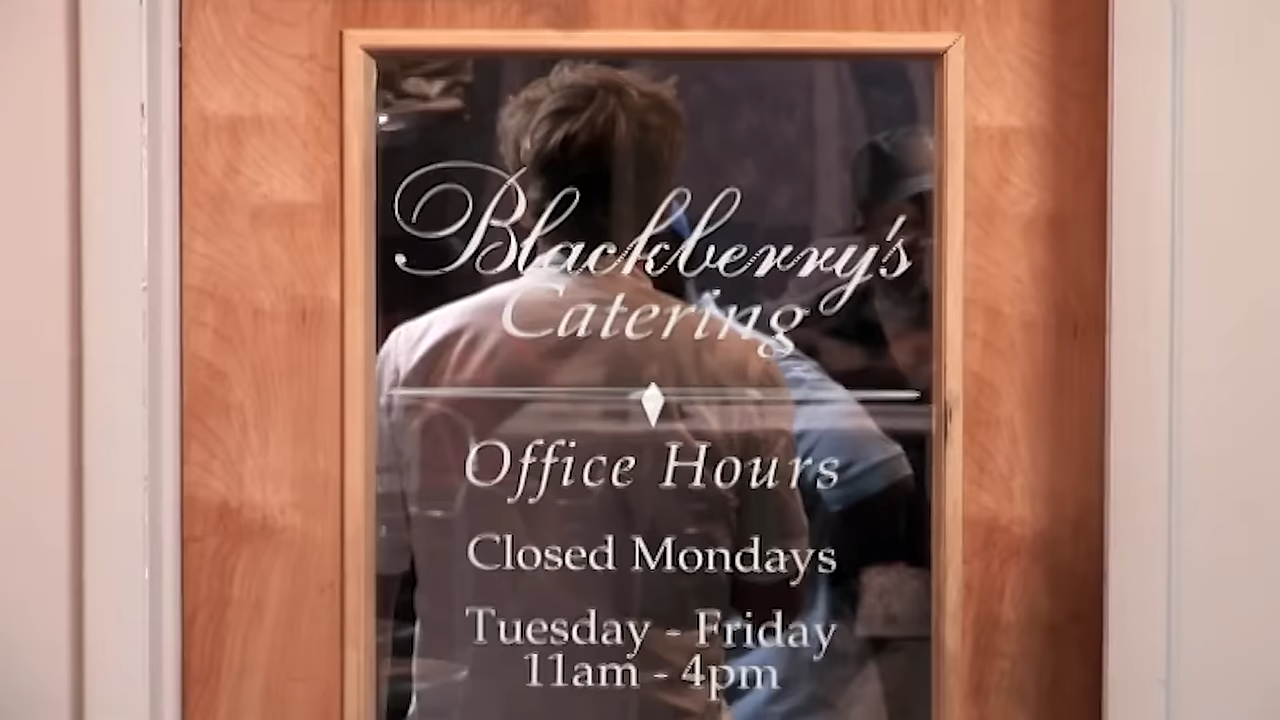 Blackberry's
Catering
Office Hours
Closed Mondays
Tuesday - Friday
11am - 4pm